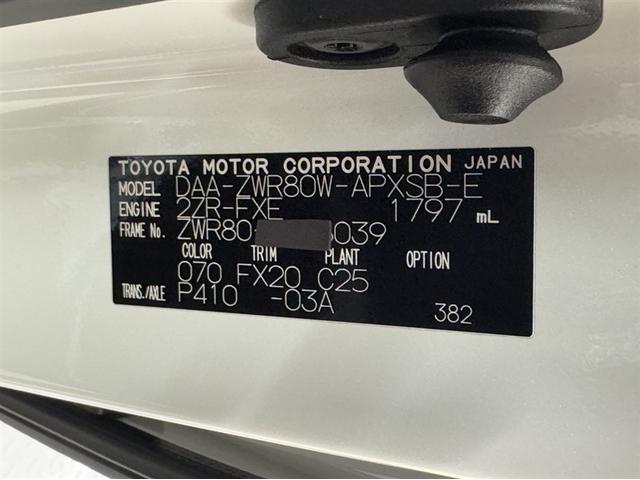 TOYOTA MOTOR CORPORATION JAPAN
MODEL DAA-ZWR80W-APXSB-E
ENGINE 2ZR-FXE 1797 mL
FRAME No. ZWR80 039
COLOR TRIM PLANT OPTION
070 FX20 C25
TRANS./AXLE P410 -03A
382